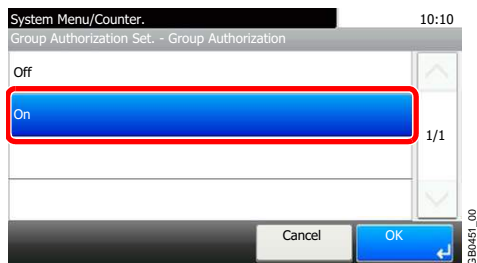 System Menu/Counter.
10:10
Group Authorization Set. - Group Authorization
Off
On
1/1
Cancel
OK
GB0451_00